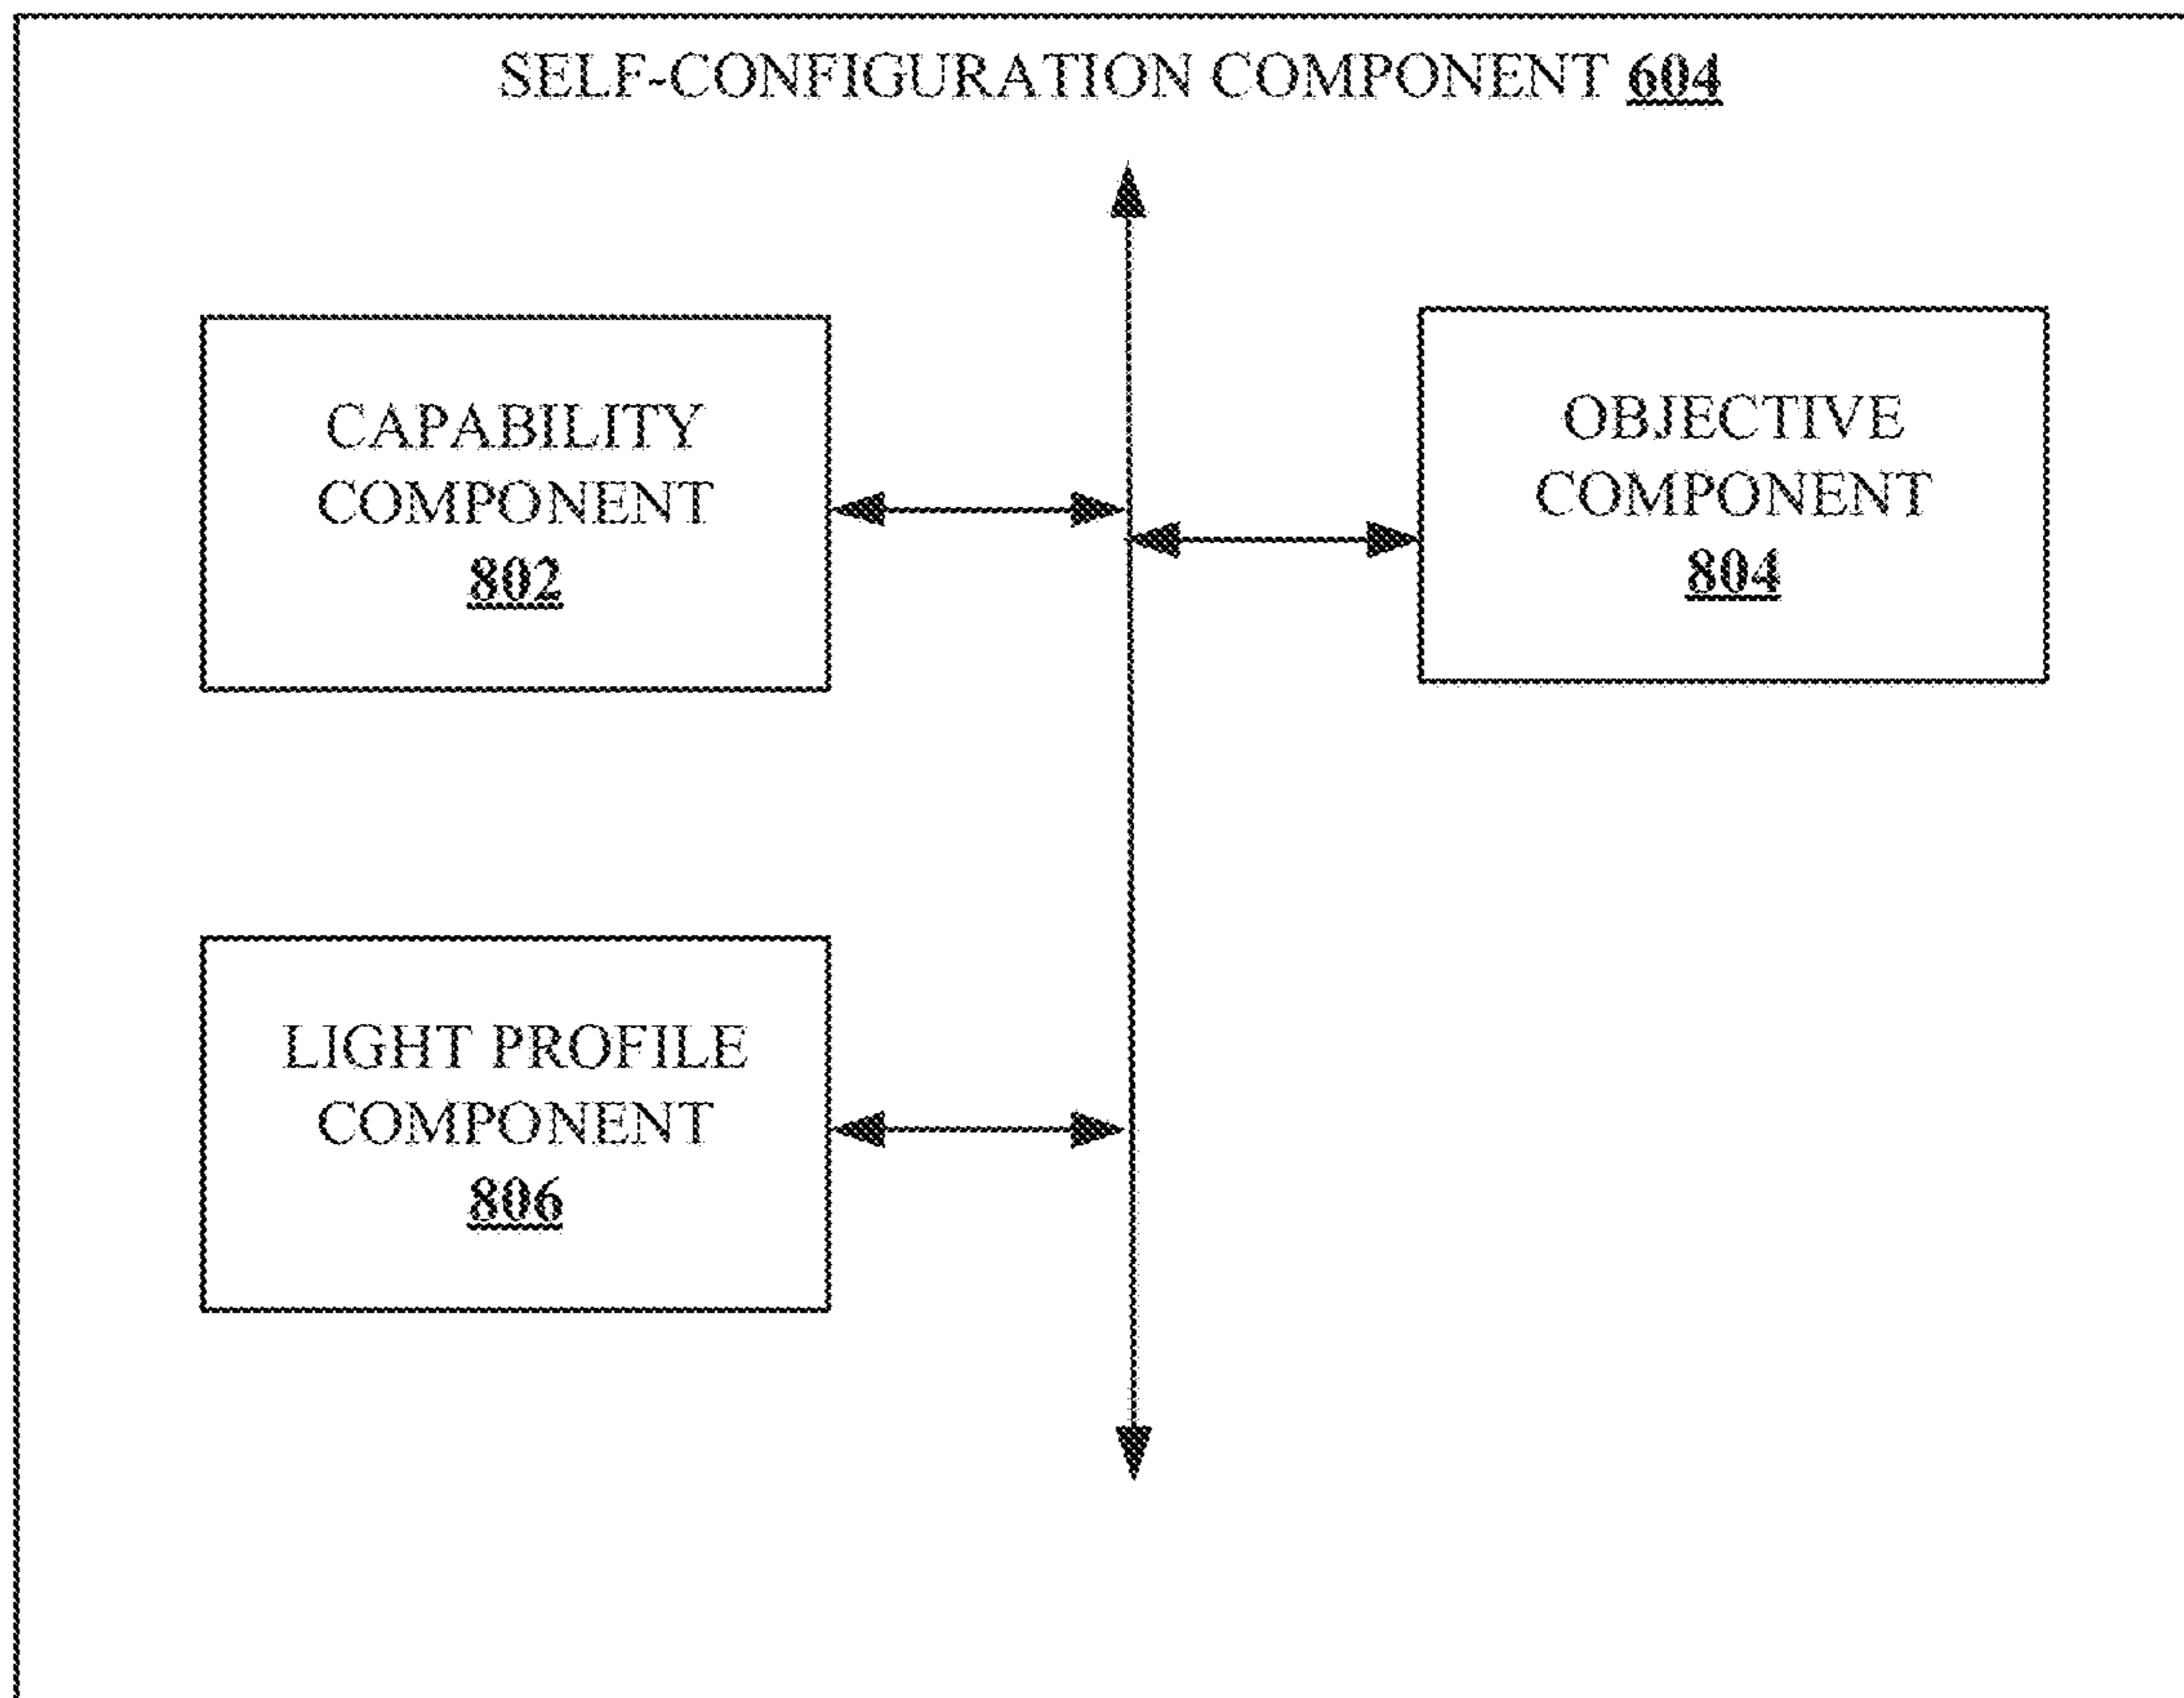 SELF-CONFIGURATION COMPONENT 604
CAPABILITY
COMPONENT
802
OBJECTIVE
COMPONENT
804
LIGHT PROFILE
COMPONENT
806